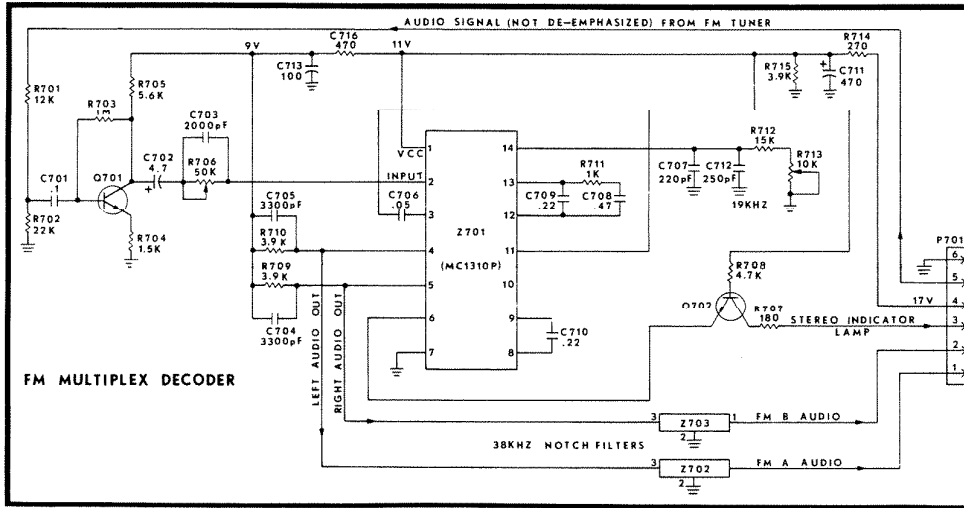 AUDIO SIGNAL (NOT DE-EMPHASIZED) FROM FM TUNER
9V
C716
470
11V
R714
270
C713
100
R715
3.9K
+
C711
470
R701
12K
R703
1M
R705
5.6K
C703
2000pF
C702
4.7
+
R706
50K
C701
.1
Q701
R702
22K
R704
1.5K
1
VCC
INPUT
2
C706
.05
3
C705
3300pF
R710
3.9K
4
R709
3.9K
5
C704
3300pF
6
7
Z701
(MC1310P)
14
13
12
11
10
9
8
R711
1K
C709
.22
C708
.47
C710
.22
C707
220pF
C712
250pF
R712
15K
R713
10K
19KHZ
R708
4.7K
Q702
R707
180
STEREO INDICATOR
LAMP
17V
P701
6
5
4
3
2
1
FM MULTIPLEX DECODER
LEFT AUDIO OUT
RIGHT AUDIO OUT
3
Z703
1
2
FM B AUDIO
38KHZ NOTCH FILTERS
3
Z702
2
FM A AUDIO